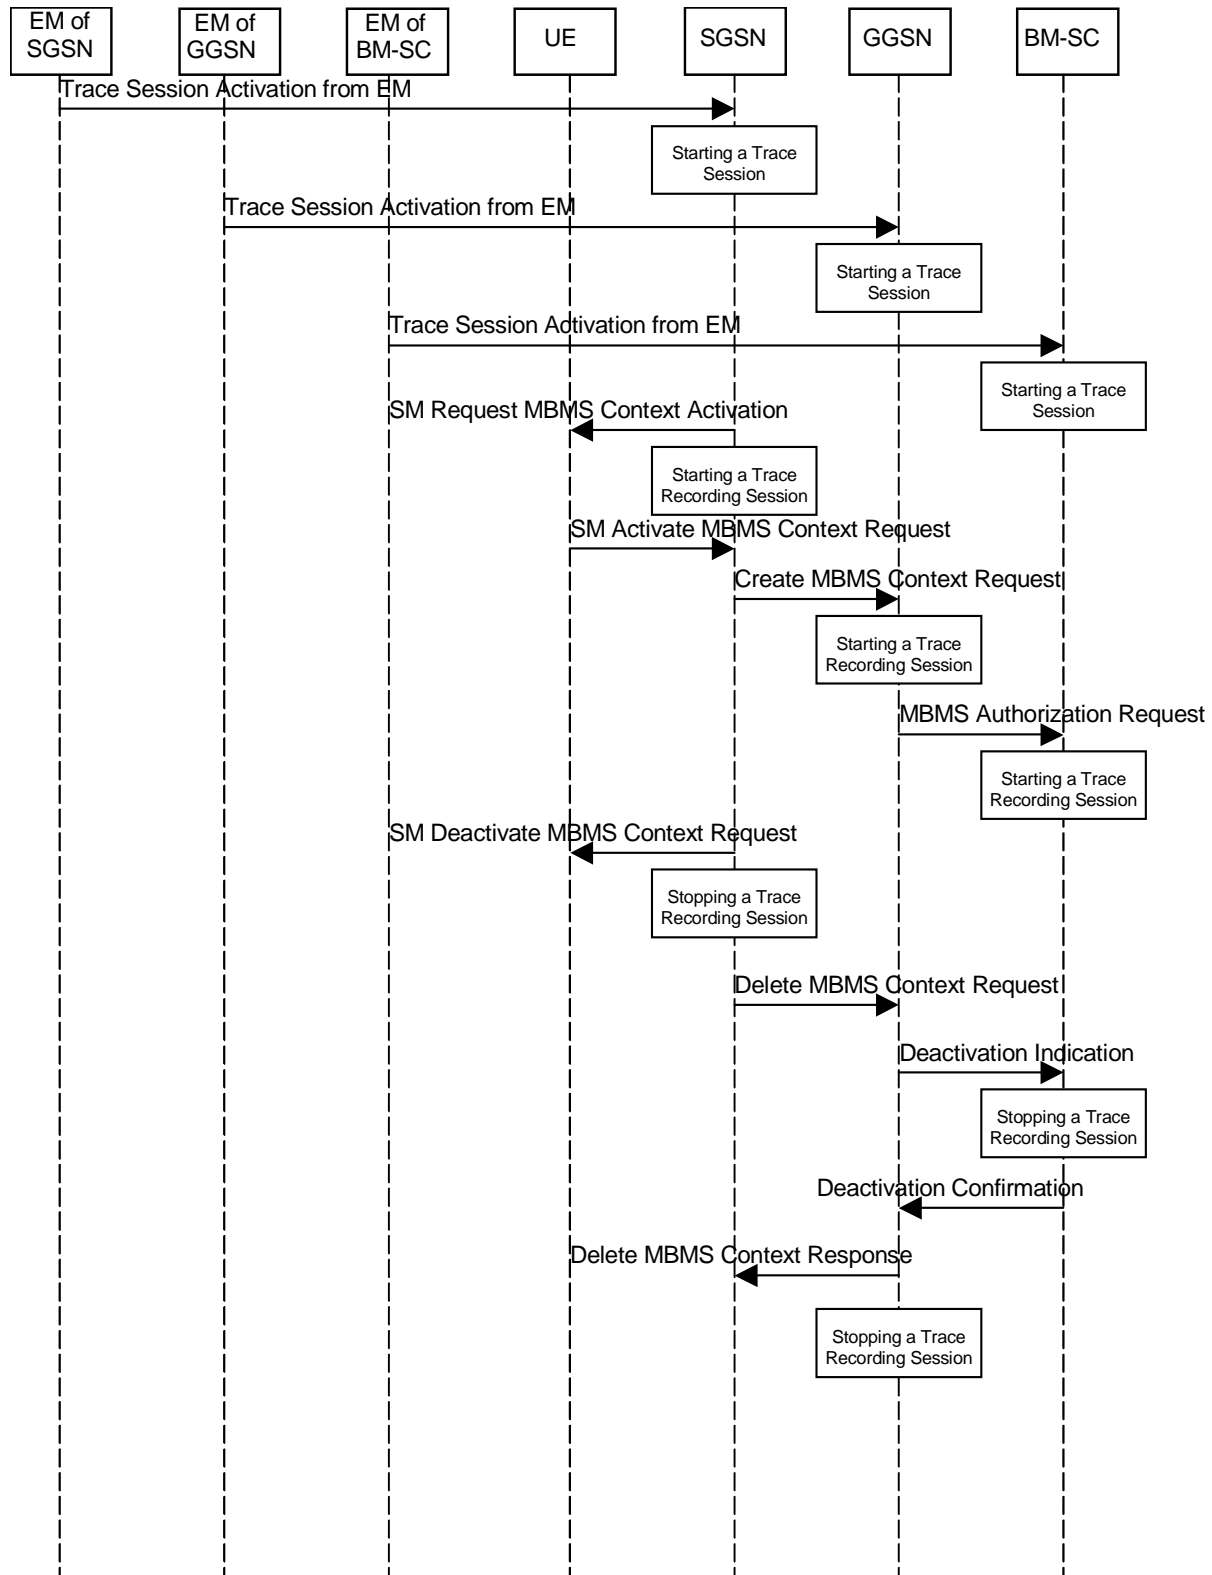 EM of
SGSN
EM of
GGSN
EM of
BM-SC
UE
SGSN
GGSN
BM-SC
Trace Session Activation from EM
Starting a Trace
Session
Trace Session Activation from EM
Starting a Trace
Session
Trace Session Activation from EM
Starting a Trace
Session
SM Request MBMS Context Activation
Starting a Trace
Recording Session
SM Activate MBMS Context Request
Create MBMS Context Request
Starting a Trace
Recording Session
MBMS Authorization Request
Starting a Trace
Recording Session
SM Deactivate MBMS Context Request
Stopping a Trace
Recording Session
Delete MBMS Context Request
Deactivation Indication
Stopping a Trace
Recording Session
Deactivation Confirmation
Delete MBMS Context Response
Stopping a Trace
Recording Session